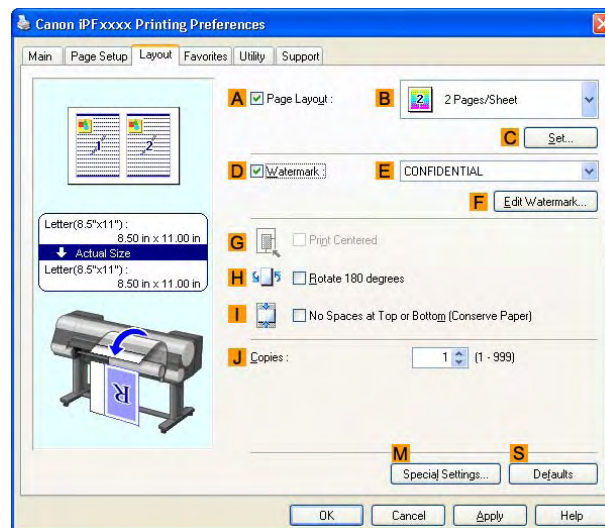 Canon iPFxxxx Printing Preferences
Main Page Setup Layout Favorites Utility Support
A Page Layout : B 2 2 Pages/Sheet
C Set...
D Watermark : E CONFIDENTIAL
F Edit Watermark...
1 2
Letter(8.5"x11") :
8.50 in x 11.00 in
Actual Size
Letter(8.5"x11") :
8.50 in x 11.00 in
G Print Centered
H Rotate 180 degrees
I No Spaces at Top or Bottom (Conserve Paper)
J Copies : 1 (1 - 999)
R
M S
Special Settings... Defaults
OK Cancel Apply Help